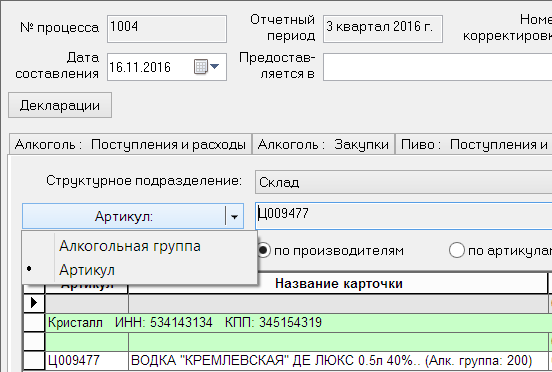 № процесса 1004 Отчетный период 3 квартал 2016 г. Номе
корректировк
Дата составления 16.11.2016 Предостав-
ляется в
Декларации
Алкоголь : Поступления и расходы Алкоголь : Закупки Пиво : Поступления и
Структурное подразделение: Склад
Артикул: Ц009477
Алкогольная группа
• Артикул
по производителям по артикула
Название карточки
Кристалл ИНН: 534143134 КПП: 345154319
Ц009477 ВОДКА "КРЕМЛЕВСКАЯ" ДЕ ЛЮКС 0.5л 40%.. (Алк. группа: 200)